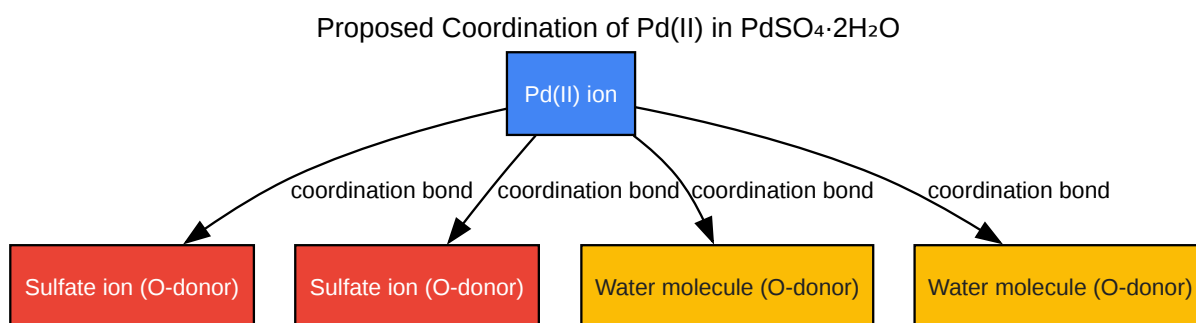 Proposed Coordination of Pd(II) in PdSO₄·2H₂O
Pd(II) ion
coordination bond
coordination bond
coordination bond
coordination bond
Sulfate ion (O-donor)
Sulfate ion (O-donor)
Water molecule (O-donor)
Water molecule (O-donor)